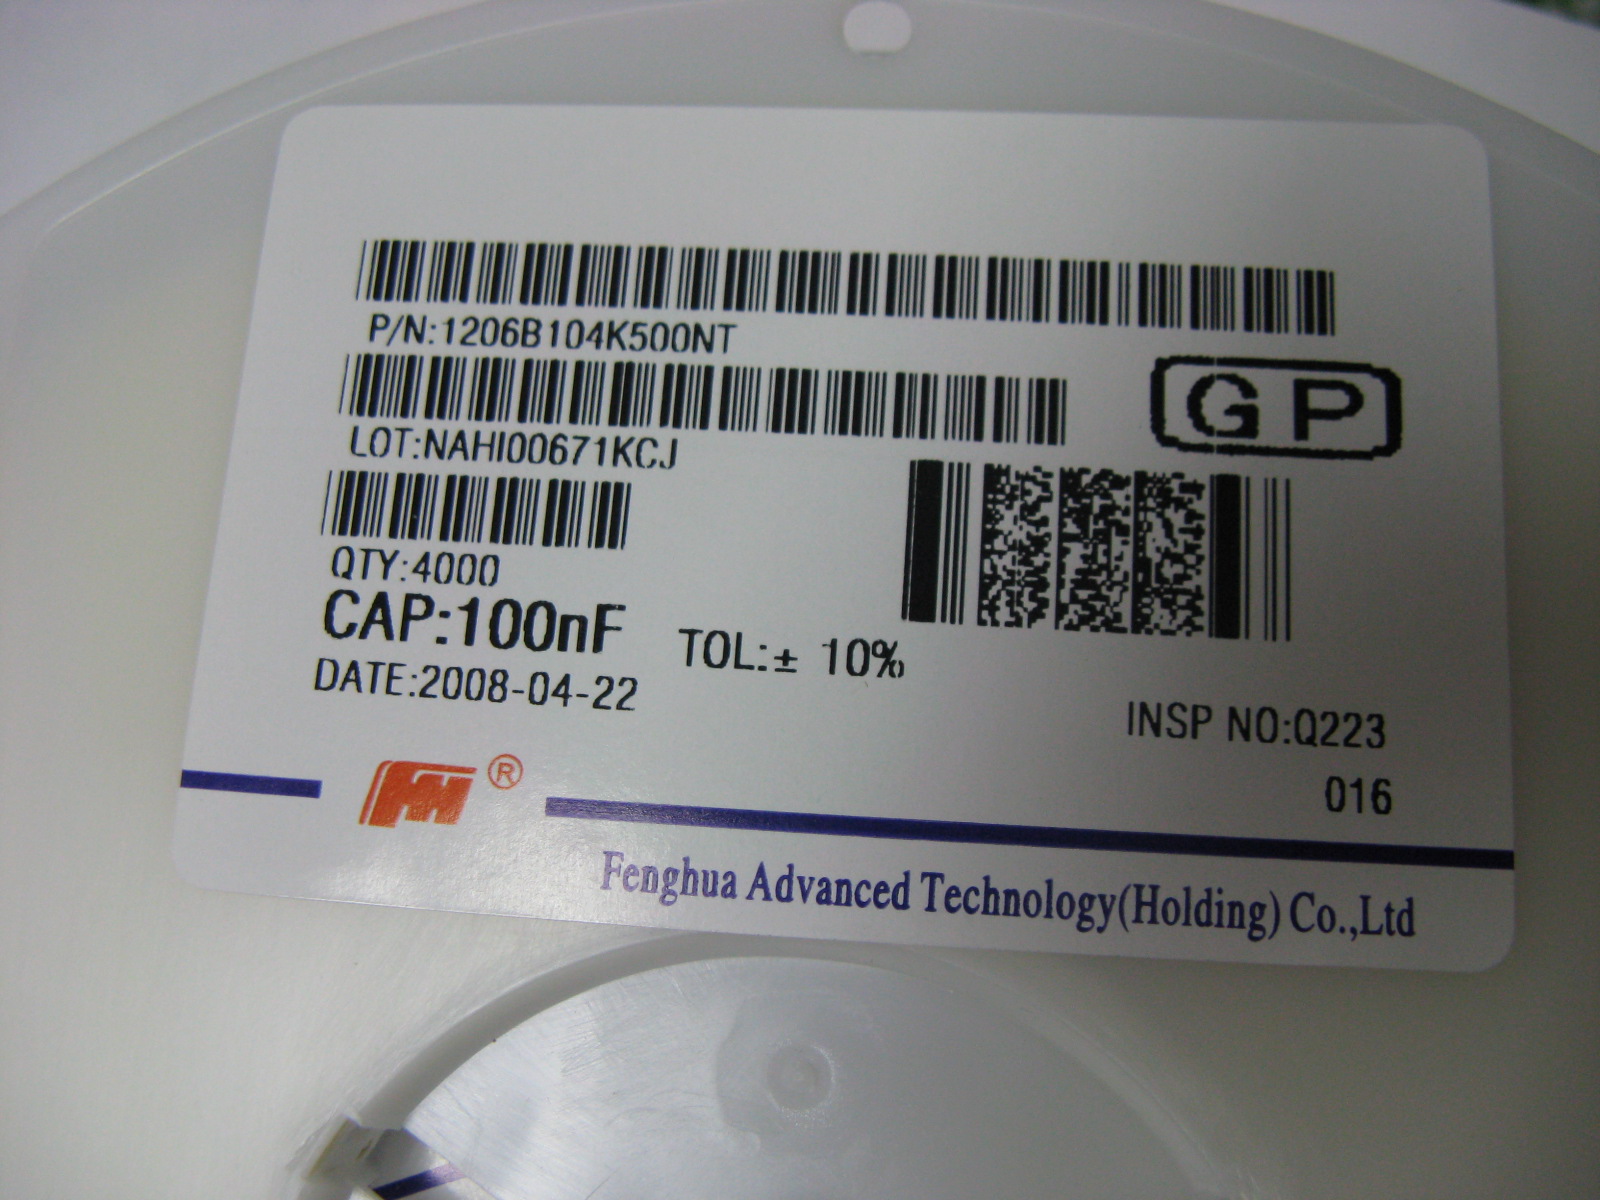 P/N:1206B104K500NT
GP
LOT:NAHI00671KCJ
QTY:4000
CAP:100nF TOL:± 10%
DATE:2008-04-22
INSP NO:Q223
016
FH ®
Fenghua Advanced Technology(Holding) Co.,Ltd